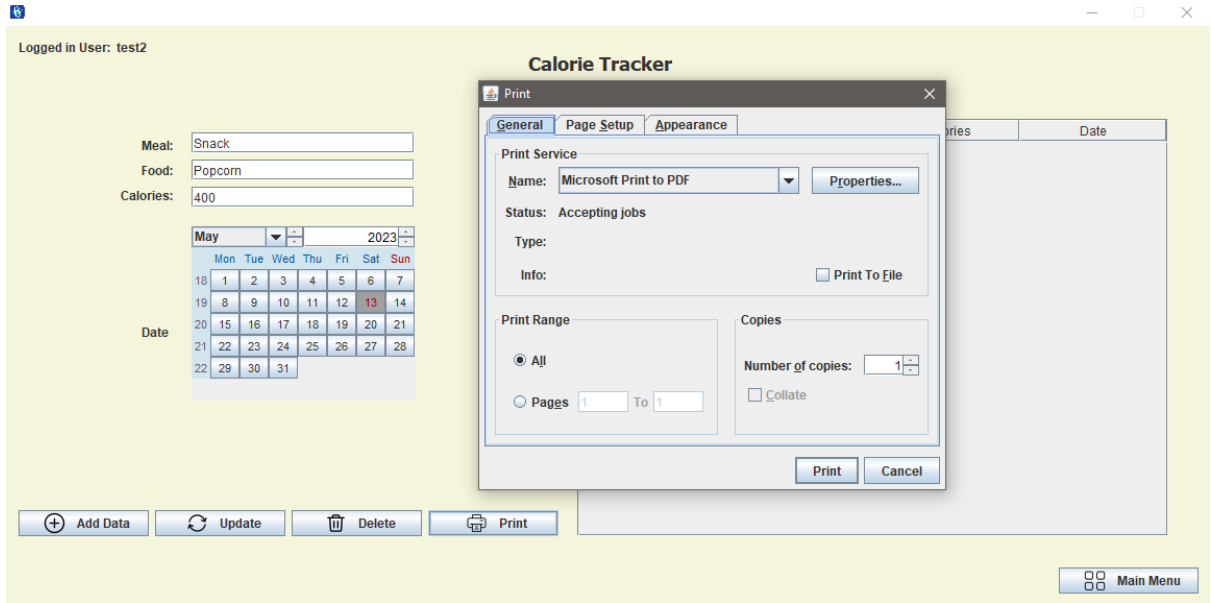 Logged in User: test2
Calorie Tracker
Meal: Snack
Food: Popcorn
Calories: 400
Date
May 2023
Mon Tue Wed Thu Fri Sat Sun
18 1 2 3 4 5 6 7
19 8 9 10 11 12 13 14
20 15 16 17 18 19 20 21
21 22 23 24 25 26 27 28
22 29 30 31
Print
General Page Setup Appearance
Print Service
Name: Microsoft Print to PDF Properties...
Status: Accepting jobs
Type:
Info: Print To File
Print Range
All
Pages 1 To 1
Copies
Number of copies: 1
Collate
Print Cancel
ories Date
Add Data Update Delete Print
Main Menu